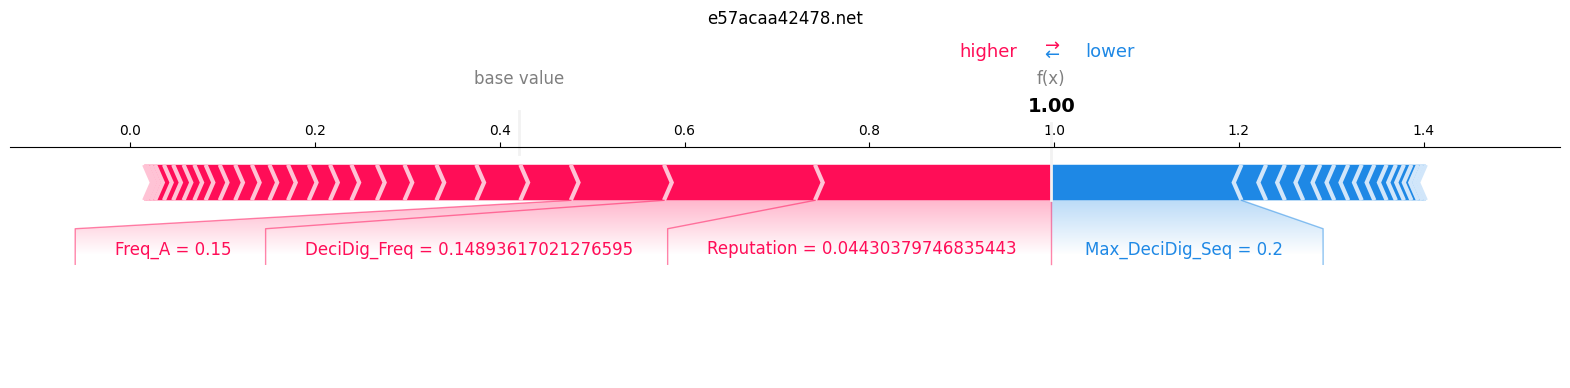 e57acaa42478.net
higher → ← lower
base value f(x)
1.00
0.0 0.2 0.4 0.6 0.8 1.0 1.2 1.4
Freq_A = 0.15 DeciDig_Freq = 0.14893617021276595 Reputation = 0.04430379746835443 Max_DeciDig_Seq = 0.2